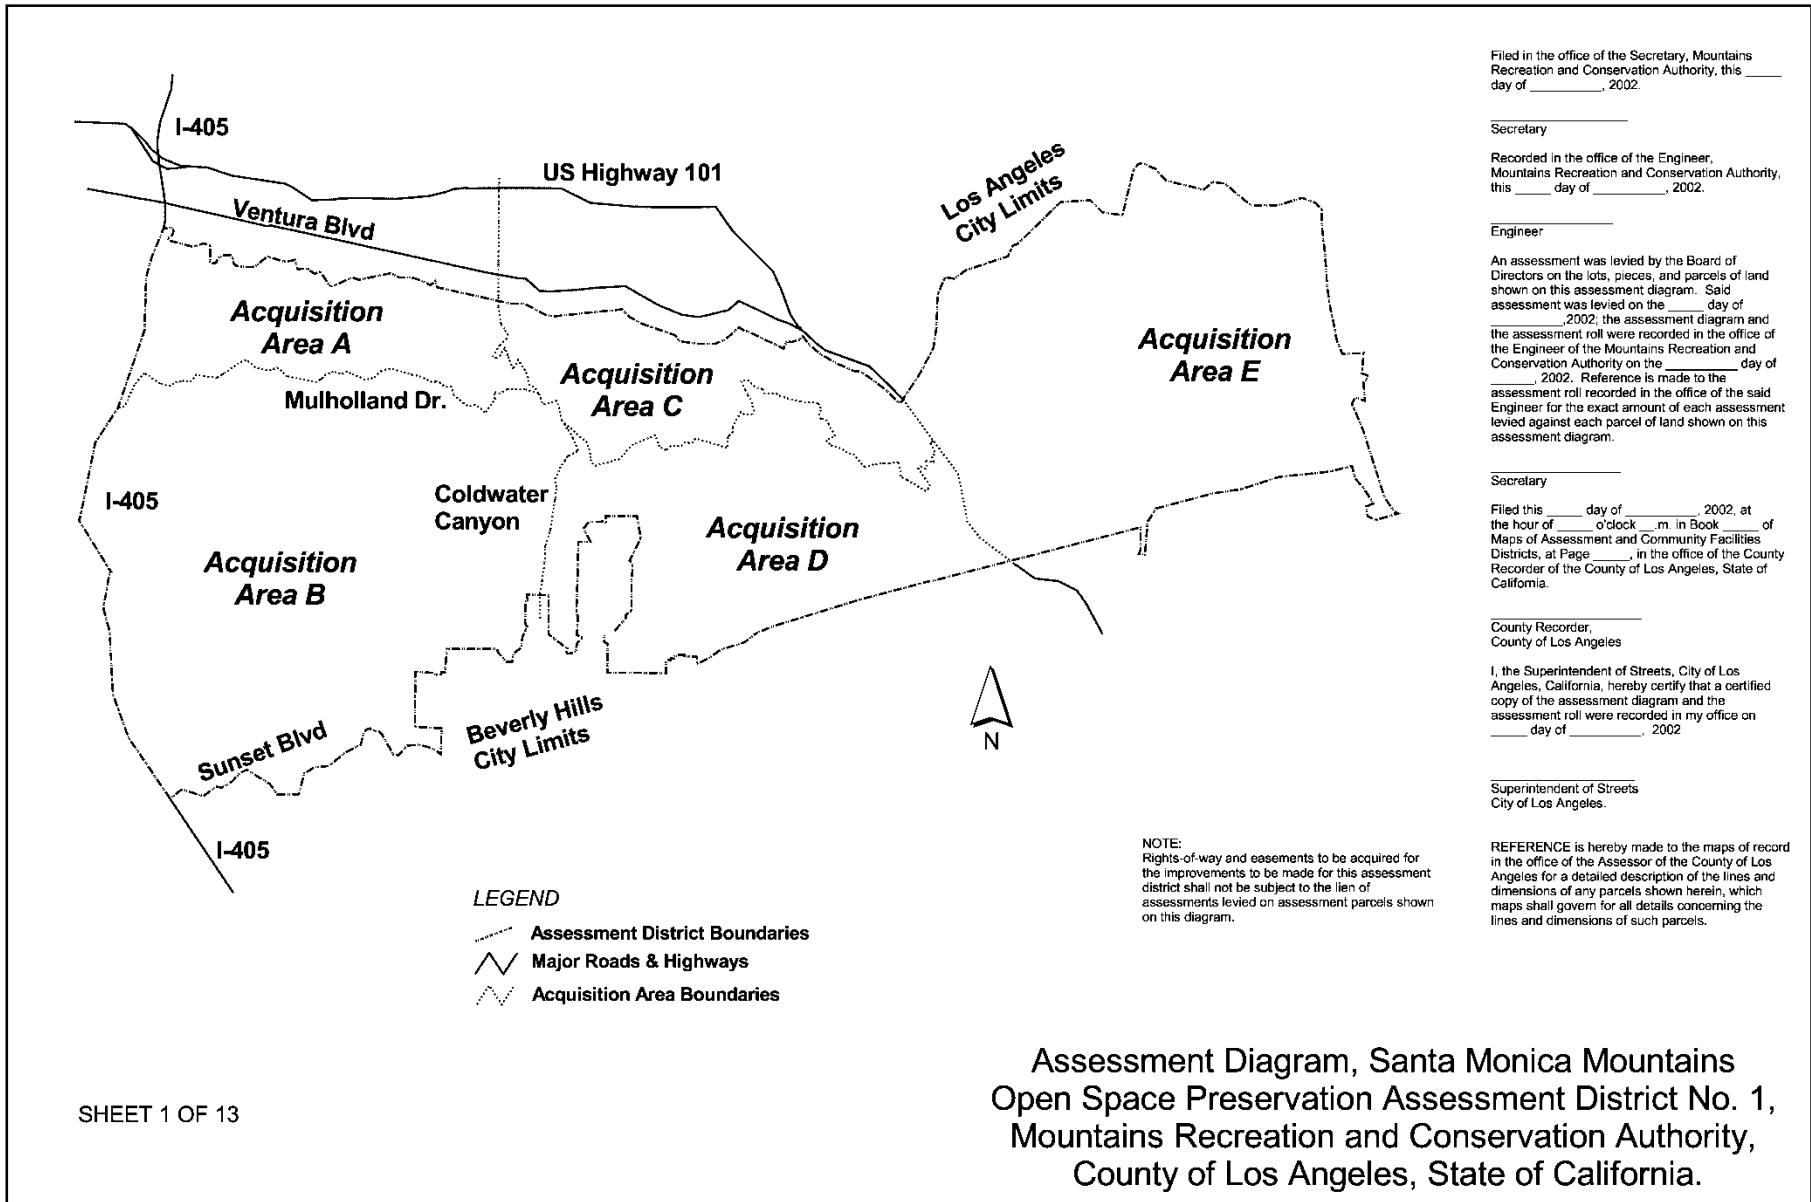 I-405
US Highway 101
Los Angeles
City Limits
Ventura Blvd
Acquisition
Area A
Acquisition
Area E
Acquisition
Area C
Mulholland Dr.
I-405
Coldwater
Canyon
Acquisition
Area D
Acquisition
Area B
Beverly Hills
City Limits
Sunset Blvd
N
I-405
LEGEND
Assessment District Boundaries
Major Roads & Highways
Acquisition Area Boundaries
NOTE:
Rights-of-way and easements to be acquired for
the improvements to be made for this assessment
district shall not be subject to the lien of
assessments levied on assessment parcels shown
on this diagram.
Filed in the office of the Secretary, Mountains
Recreation and Conservation Authority, this _____
day of __________, 2002.
___________________
Secretary
Recorded in the office of the Engineer,
Mountains Recreation and Conservation Authority,
this _____ day of __________, 2002.
_________________
Engineer
An assessment was levied by the Board of
Directors on the lots, pieces, and parcels of land
shown on this assessment diagram. Said
assessment was levied on the _____ day of
__________,2002; the assessment diagram and
the assessment roll were recorded in the office of
the Engineer of the Mountains Recreation and
Conservation Authority on the __________ day of
______, 2002. Reference is made to the
assessment roll recorded in the office of the said
Engineer for the exact amount of each assessment
levied against each parcel of land shown on this
assessment diagram.
__________________
Secretary
Filed this _____ day of __________, 2002, at
the hour of _____ o'clock __.m. in Book _____ of
Maps of Assessment and Community Facilities
Districts, at Page _____, in the office of the County
Recorder of the County of Los Angeles, State of
California.
_____________________
County Recorder,
County of Los Angeles
I, the Superintendent of Streets, City of Los
Angeles, California, hereby certify that a certified
copy of the assessment diagram and the
assessment roll were recorded in my office on
_____ day of __________, 2002
____________________
Superintendent of Streets
City of Los Angeles.
REFERENCE is hereby made to the maps of record
in the office of the Assessor of the County of Los
Angeles for a detailed description of the lines and
dimensions of any parcels shown herein, which
maps shall govern for all details concerning the
lines and dimensions of such parcels.
SHEET 1 OF 13
Assessment Diagram, Santa Monica Mountains
Open Space Preservation Assessment District No. 1,
Mountains Recreation and Conservation Authority,
County of Los Angeles, State of California.